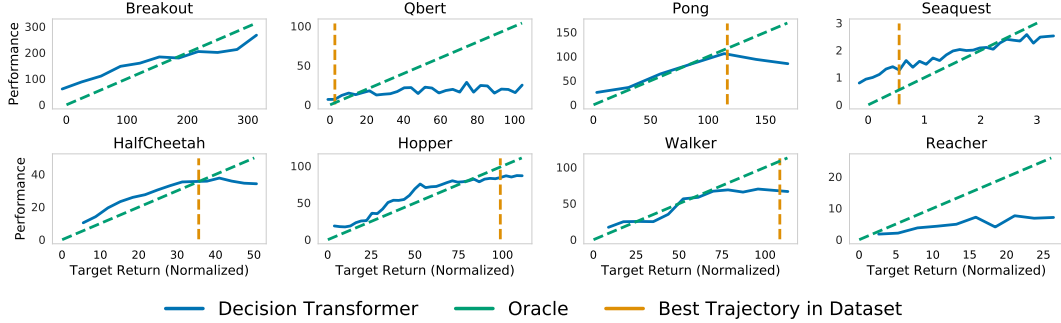 Breakout Qbert Pong Seaquest
Performance
300
200
100
0
0 100 200 300
100
50
0
0 20 40 60 80 100
150
100
50
0
0 50 100 150
3
2
1
0
0 1 2 3
HalfCheetah Hopper Walker Reacher
Performance
40
20
0
0 10 20 30 40 50
100
50
0
0 25 50 75 100
100
50
0
0 25 50 75 100
20
10
0
0 5 10 15 20 25
Target Return (Normalized) Target Return (Normalized) Target Return (Normalized) Target Return (Normalized)
Decision Transformer Oracle Best Trajectory in Dataset